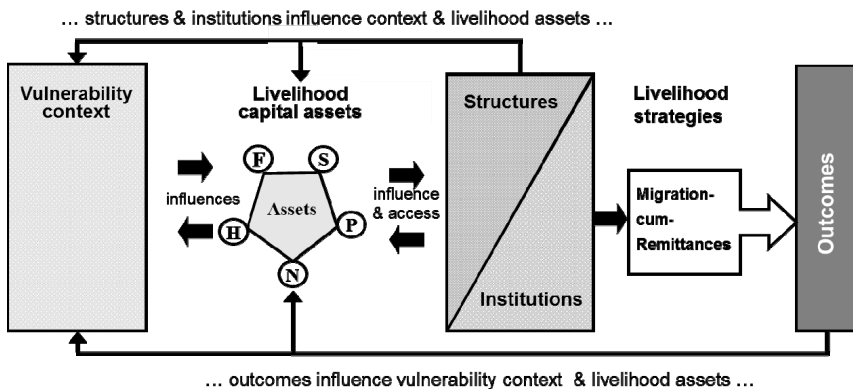 ... structures & institutions influence context & livelihood assets ...
Vulnerability
context
Livelihood
capital assets
Structures
Livelihood
strategies
F
S
influences
Assets
influence
& access
H
P
N
Migration-
cum-
Remittances
Outcomes
Institutions
... outcomes influence vulnerability context & livelihood assets ...